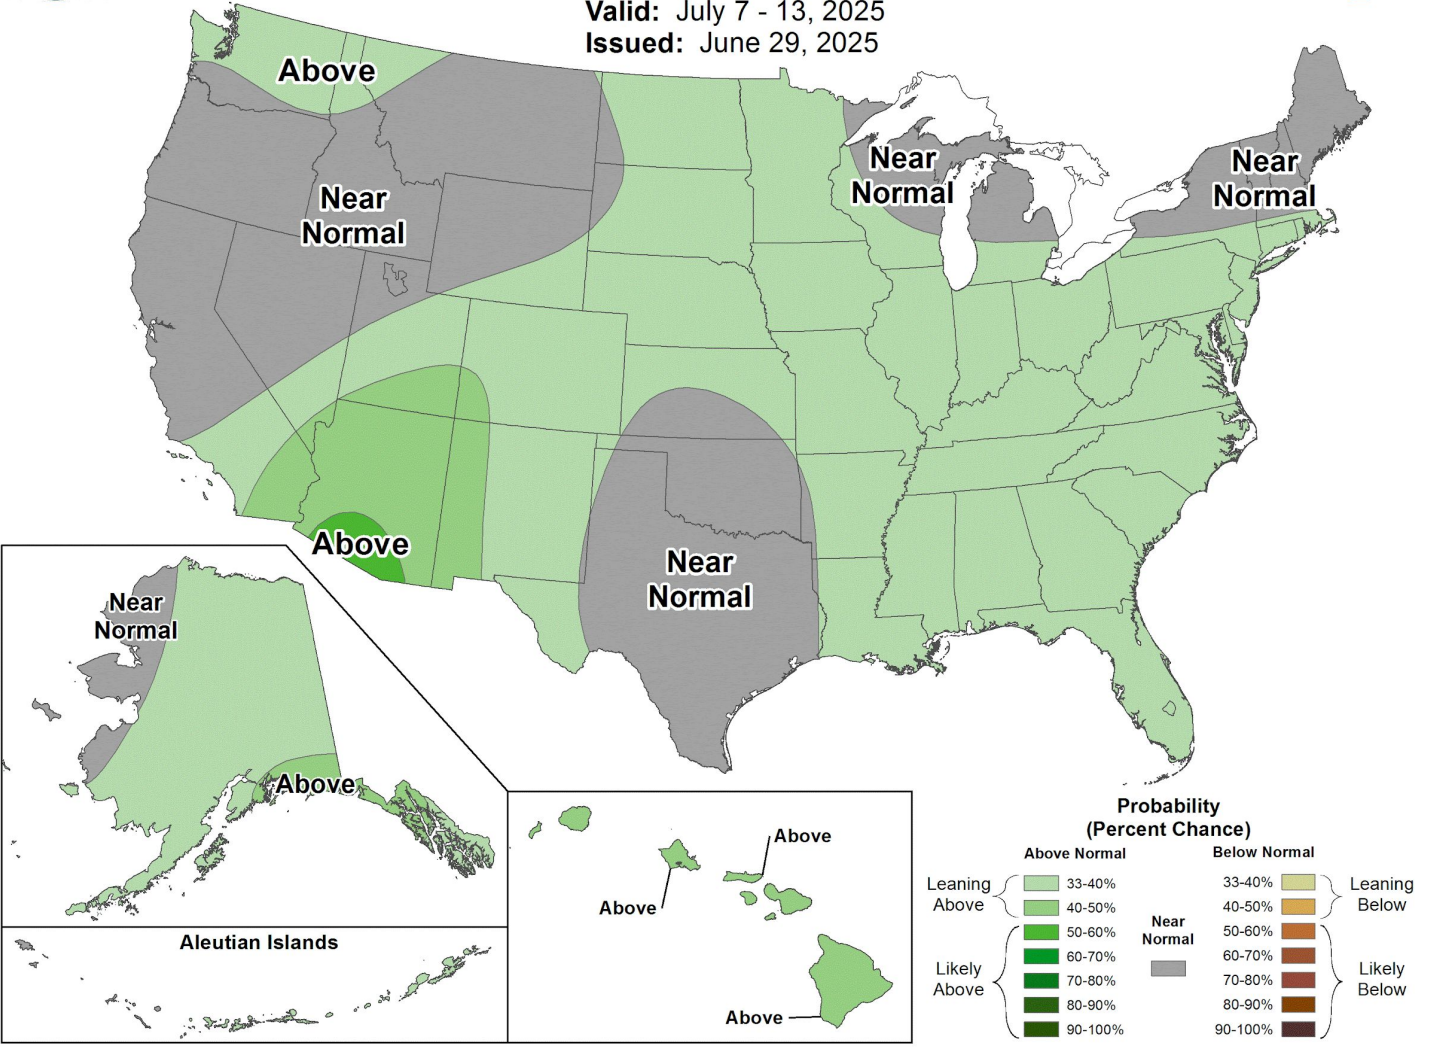 Valid: July 7 - 13, 2025
Issued: June 29, 2025
Above
Near
Normal
Near
Normal
Near
Normal
Above
Near
Normal
Near
Normal
Above
Above
Above
Above
Aleutian Islands
Probability
(Percent Chance)
Above Normal
Below Normal
Leaning
Above
33-40%
40-50%
Likely
Above
50-60%
60-70%
70-80%
80-90%
90-100%
Near
Normal
33-40%
40-50%
Leaning
Below
50-60%
60-70%
70-80%
80-90%
90-100%
Likely
Below